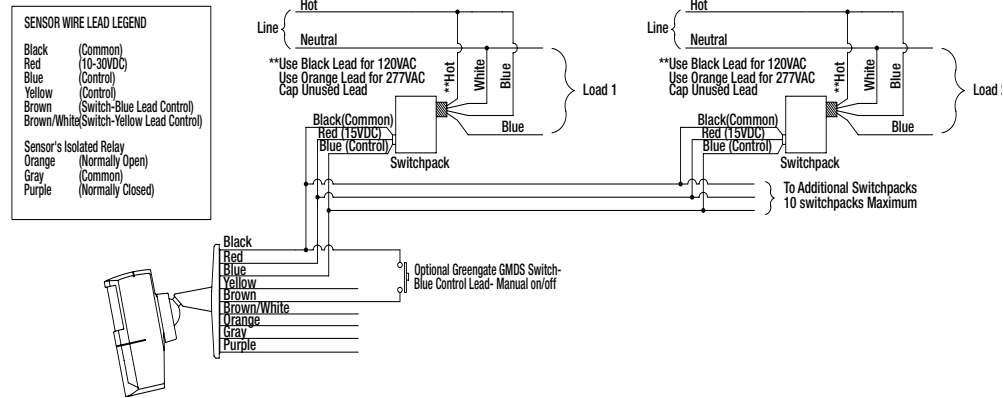 SENSOR WIRE LEAD LEGEND
Black (Common)
Red (10-30VDC)
Blue (Control)
Yellow (Control)
Brown (Switch-Blue Lead Control)
Brown/White(Switch-Yellow Lead Control)
Sensor's Isolated Relay
Orange (Normally Open)
Gray (Common)
Purple (Normally Closed)
Hot
Line
Neutral
**Use Black Lead for 120VAC
Use Orange Lead for 277VAC
Cap Unused Lead
**Hot
White
Blue
Load 1
Blue
Black(Common)
Red (15VDC)
Blue (Control)
Switchpack
Hot
Line
Neutral
**Use Black Lead for 120VAC
Use Orange Lead for 277VAC
Cap Unused Lead
**Hot
White
Blue
Load 2
Blue
Black(Common)
Red (15VDC)
Blue (Control)
Switchpack
To Additional Switchpacks
10 switchpacks Maximum
Black
Red
Blue
Yellow
Brown
Brown/White
Orange
Gray
Purple
Optional Greengate GMDS Switch-
Blue Control Lead- Manual on/off